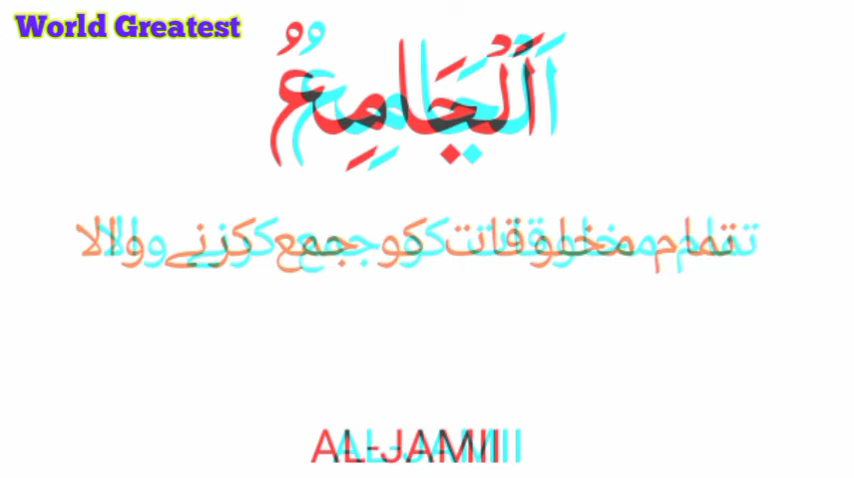 World Greatest
اَلْجَامِعُ
تمام مخلوقات کو جمع کرنے والا
AL-JAMII